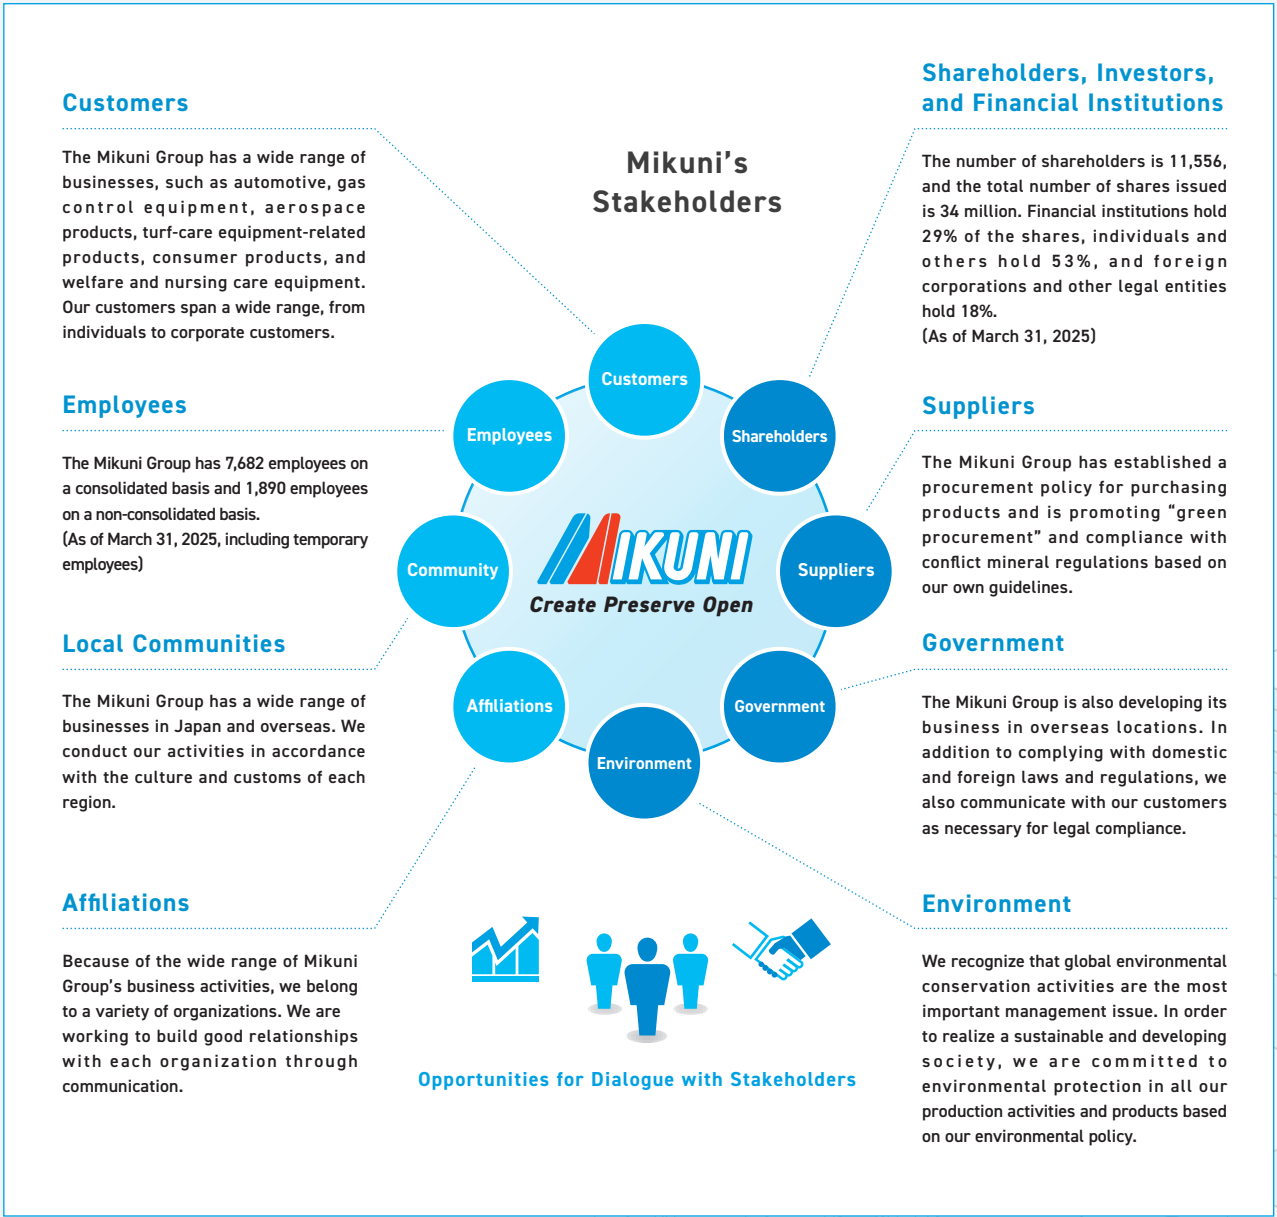 Mikuni's
Stakeholders
Customers
The Mikuni Group has a wide range of
businesses, such as automotive, gas
control equipment, aerospace
products, turf-care equipment-related
products, consumer products, and
welfare and nursing care equipment.
Our customers span a wide range, from
individuals to corporate customers.
Employees
The Mikuni Group has 7,682 employees on
a consolidated basis and 1,890 employees
on a non-consolidated basis.
(As of March 31, 2025, including temporary
employees)
Local Communities
The Mikuni Group has a wide range of
businesses in Japan and overseas. We
conduct our activities in accordance
with the culture and customs of each
region.
Affiliations
Because of the wide range of Mikuni
Group's business activities, we belong
to a variety of organizations. We are
working to build good relationships
with each organization through
communication.
Customers
Employees
Shareholders
Community
MIKUNI
Create Preserve Open
Suppliers
Affiliations
Government
Environment
Opportunities for Dialogue with Stakeholders
Shareholders, Investors,
and Financial Institutions
The number of shareholders is 11,556,
and the total number of shares issued
is 34 million. Financial institutions hold
29% of the shares, individuals and
others hold 53%, and foreign
corporations and other legal entities
hold 18%.
(As of March 31, 2025)
Suppliers
The Mikuni Group has established a
procurement policy for purchasing
products and is promoting “green
procurement” and compliance with
conflict mineral regulations based on
our own guidelines.
Government
The Mikuni Group is also developing its
business in overseas locations. In
addition to complying with domestic
and foreign laws and regulations, we
also communicate with our customers
as necessary for legal compliance.
Environment
We recognize that global environmental
conservation activities are the most
important management issue. In order
to realize a sustainable and developing
society, we are committed to
environmental protection in all our
production activities and products based
on our environmental policy.